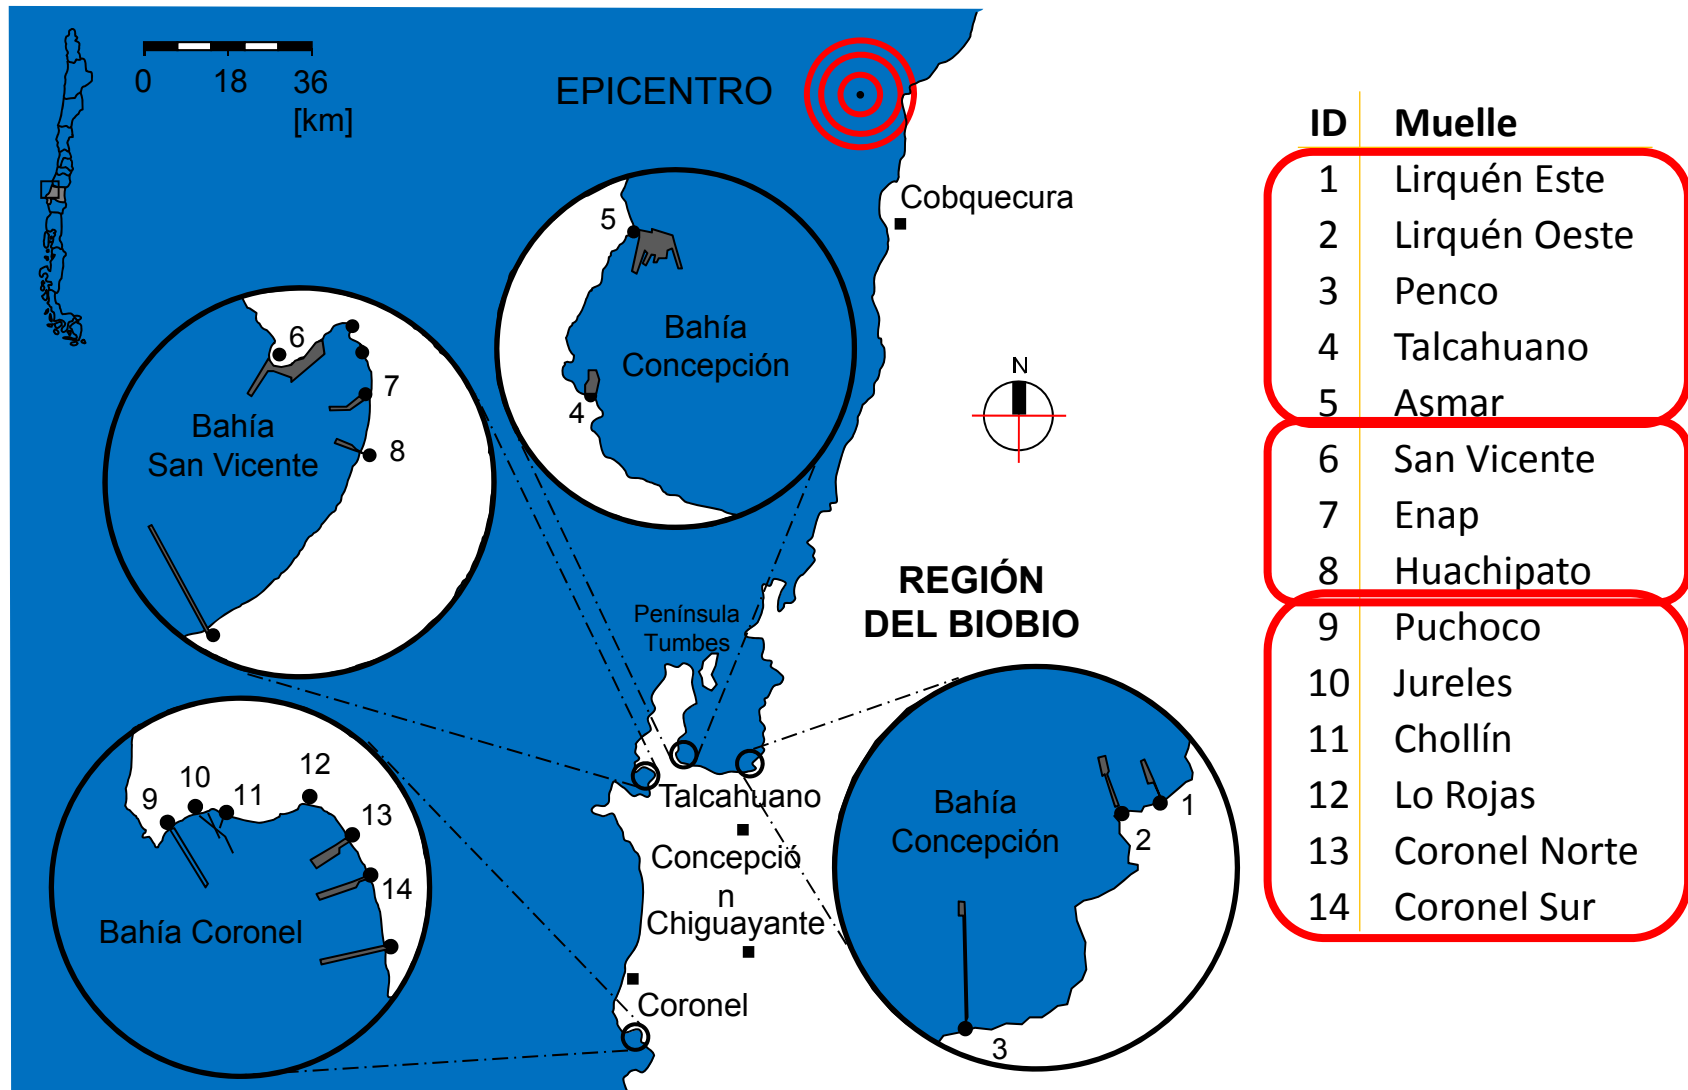 0 18 36
[km]
EPICENTRO
Cobquecura
5
Bahía
Concepción
4
6
7
8
Bahía
San Vicente
N
REGIÓN
DEL BIOBIO
Península
Tumbes
Talcahuano
Concepció
n
Chiguayante
Coronel
9
10
11
12
13
14
Bahía Coronel
Bahía
Concepción
1
2
3
ID Muelle
1 Lirquén Este
2 Lirquén Oeste
3 Penco
4 Talcahuano
5 Asmar
6 San Vicente
7 Enap
8 Huachipato
9 Puchoco
10 Jureles
11 Chollín
12 Lo Rojas
13 Coronel Norte
14 Coronel Sur